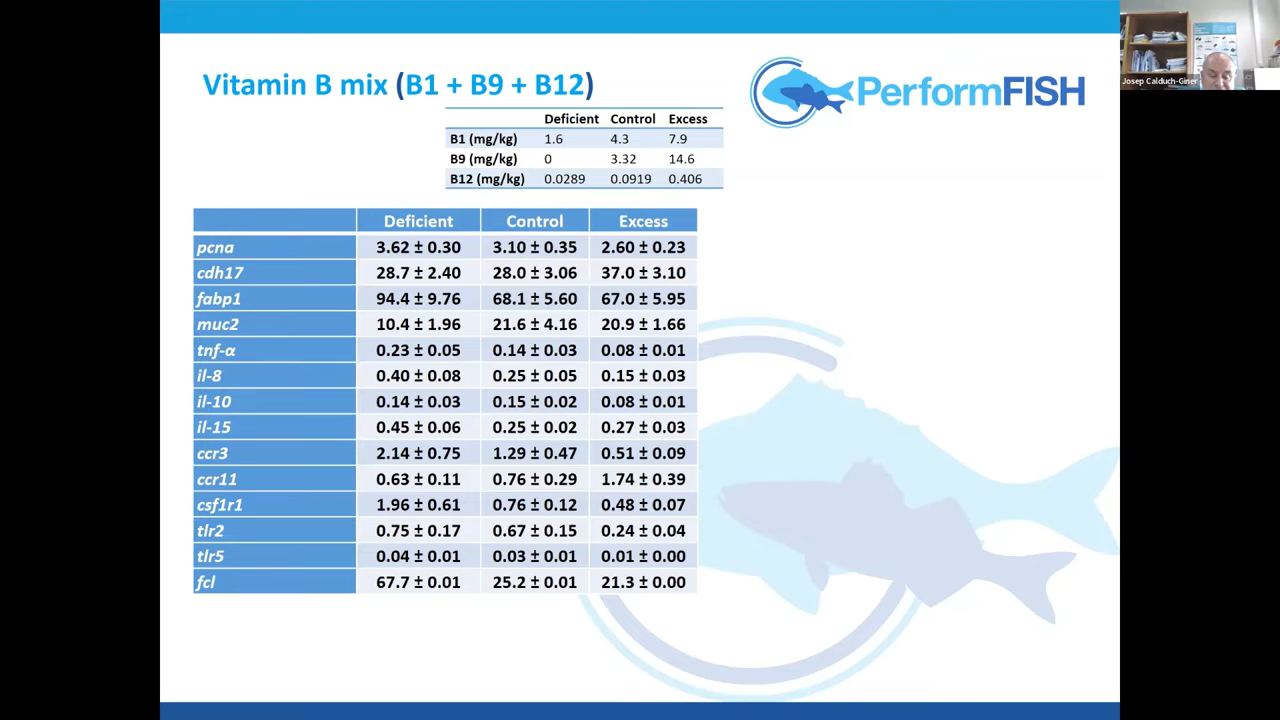 Vitamin B mix (B1 + B9 + B12)
PerformFISH
Josep Calduch-Giner
Deficient Control Excess
B1 (mg/kg) 1.6 4.3 7.9
B9 (mg/kg) 0 3.32 14.6
B12 (mg/kg) 0.0289 0.0919 0.406
Deficient Control Excess
pcna 3.62 ± 0.30 3.10 ± 0.35 2.60 ± 0.23
cdh17 28.7 ± 2.40 28.0 ± 3.06 37.0 ± 3.10
fabp1 94.4 ± 9.76 68.1 ± 5.60 67.0 ± 5.95
muc2 10.4 ± 1.96 21.6 ± 4.16 20.9 ± 1.66
tnf-α 0.23 ± 0.05 0.14 ± 0.03 0.08 ± 0.01
il-8 0.40 ± 0.08 0.25 ± 0.05 0.15 ± 0.03
il-10 0.14 ± 0.03 0.15 ± 0.02 0.08 ± 0.01
il-15 0.45 ± 0.06 0.25 ± 0.02 0.27 ± 0.03
ccr3 2.14 ± 0.75 1.29 ± 0.47 0.51 ± 0.09
ccr11 0.63 ± 0.11 0.76 ± 0.29 1.74 ± 0.39
csf1r1 1.96 ± 0.61 0.76 ± 0.12 0.48 ± 0.07
tlr2 0.75 ± 0.17 0.67 ± 0.15 0.24 ± 0.04
tlr5 0.04 ± 0.01 0.03 ± 0.01 0.01 ± 0.00
fcl 67.7 ± 0.01 25.2 ± 0.01 21.3 ± 0.00